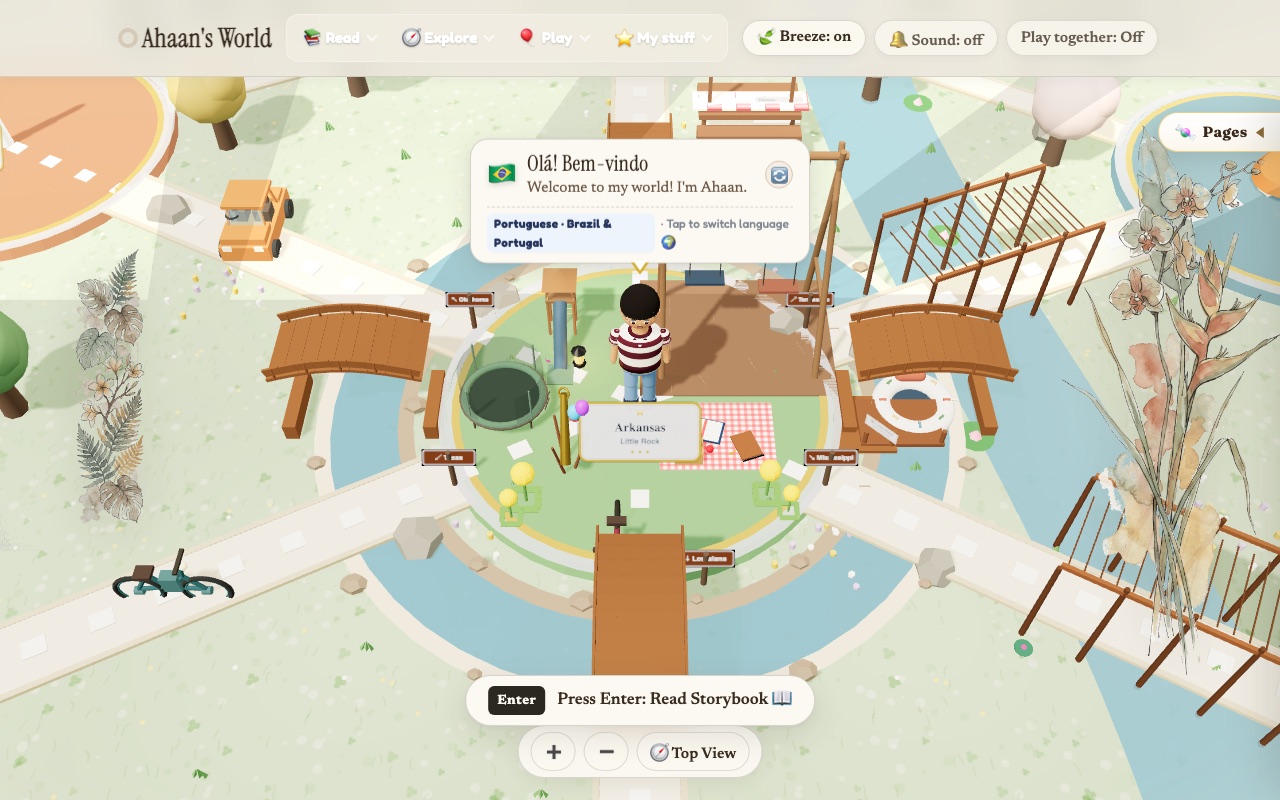 Ahaan's World
Read
Explore
Play
My stuff
Breeze: on
Sound: off
Play together: Off
Pages
Olá! Bem-vindo
Welcome to my world! I'm Ahaan.
Portuguese · Brazil & Portugal
· Tap to switch language
Arkansas
Little Rock
Enter
Press Enter: Read Storybook
+
−
Top View